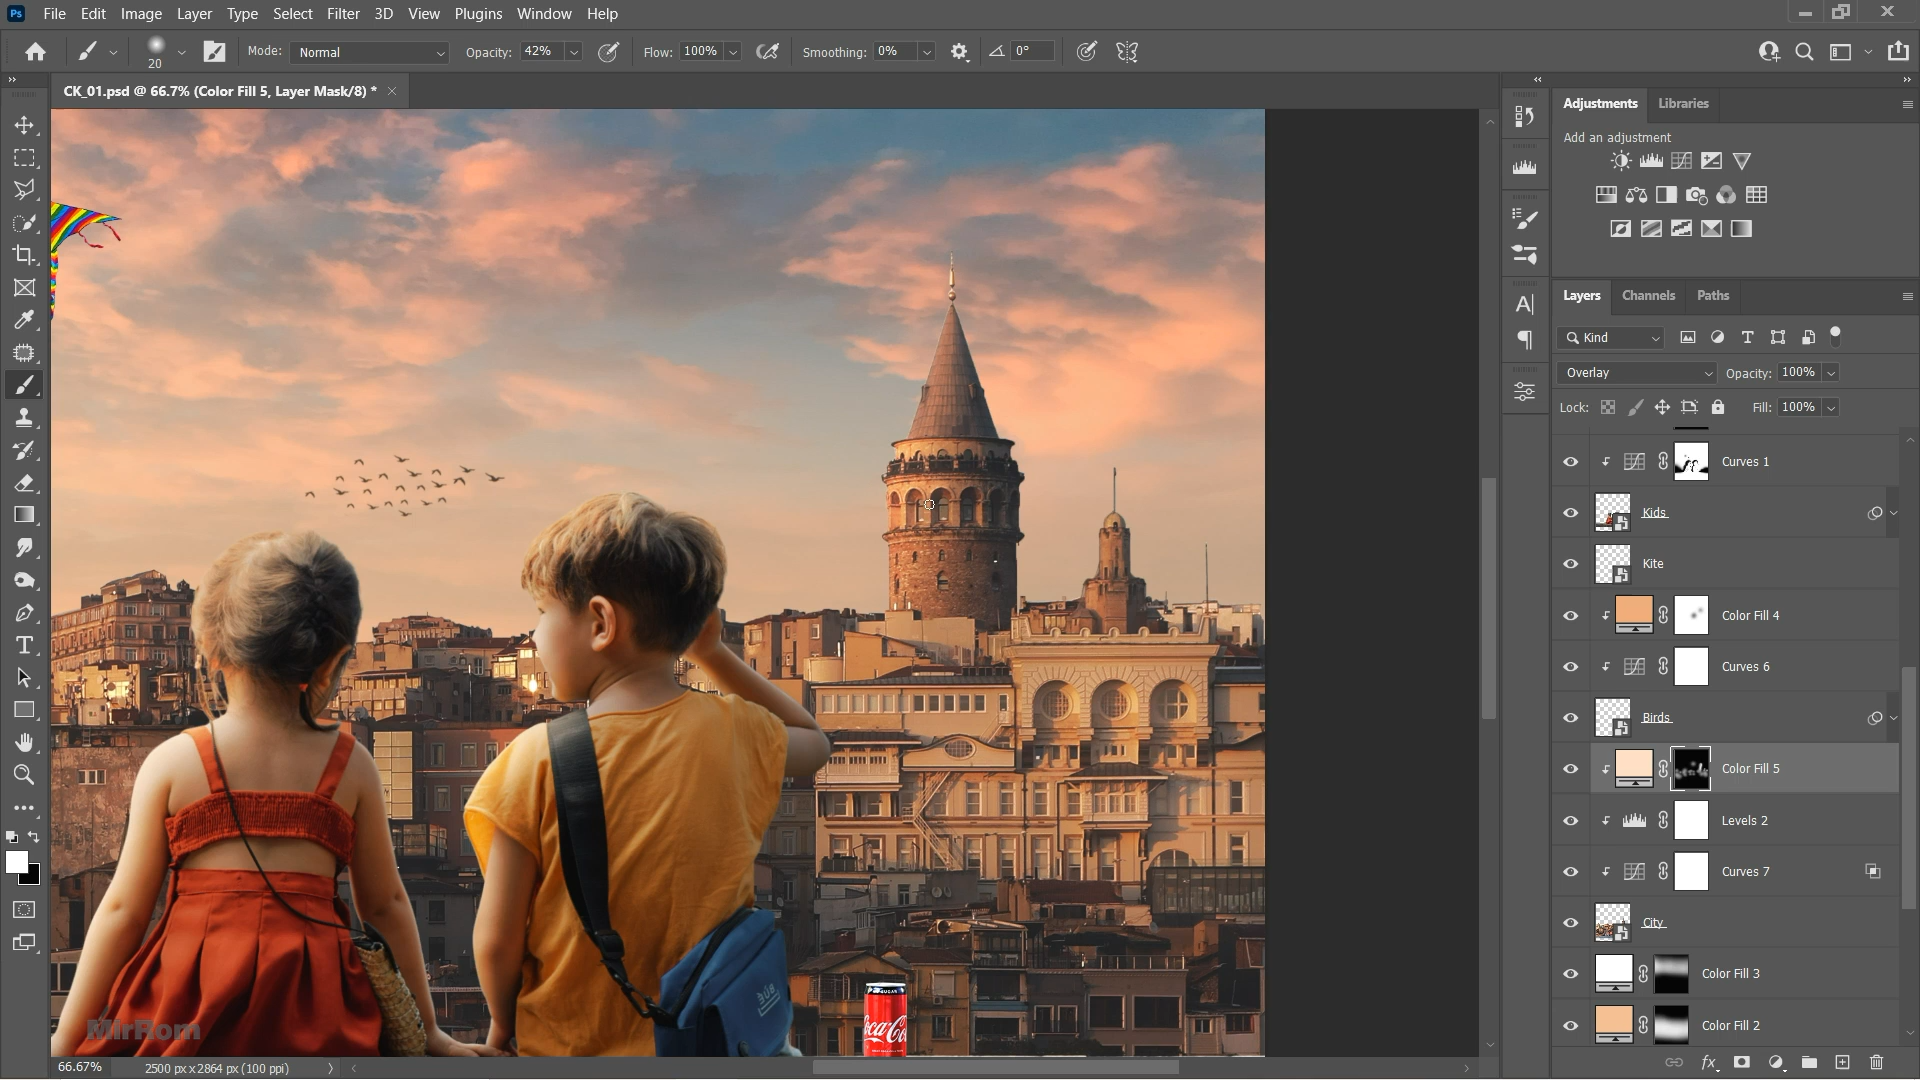 Ps File Edit Image Layer Type Select Filter 3D View Plugins Window Help
20 Mode: Normal Opacity: 42% Flow: 100% Smoothing: 0% 0°
CK_01.psd @ 66.7% (Color Fill 5, Layer Mask/8) *
Adjustments Libraries
Add an adjustment
Layers Channels Paths
Kind
Overlay Opacity: 100%
Lock: Fill: 100%
Curves 1
Kids
Kite
Color Fill 4
Curves 6
Birds
Color Fill 5
Levels 2
Curves 7
City
Color Fill 3
Color Fill 2
Coca-Cola
MirRom
66.67% 2500 px x 2864 px (100 ppi)